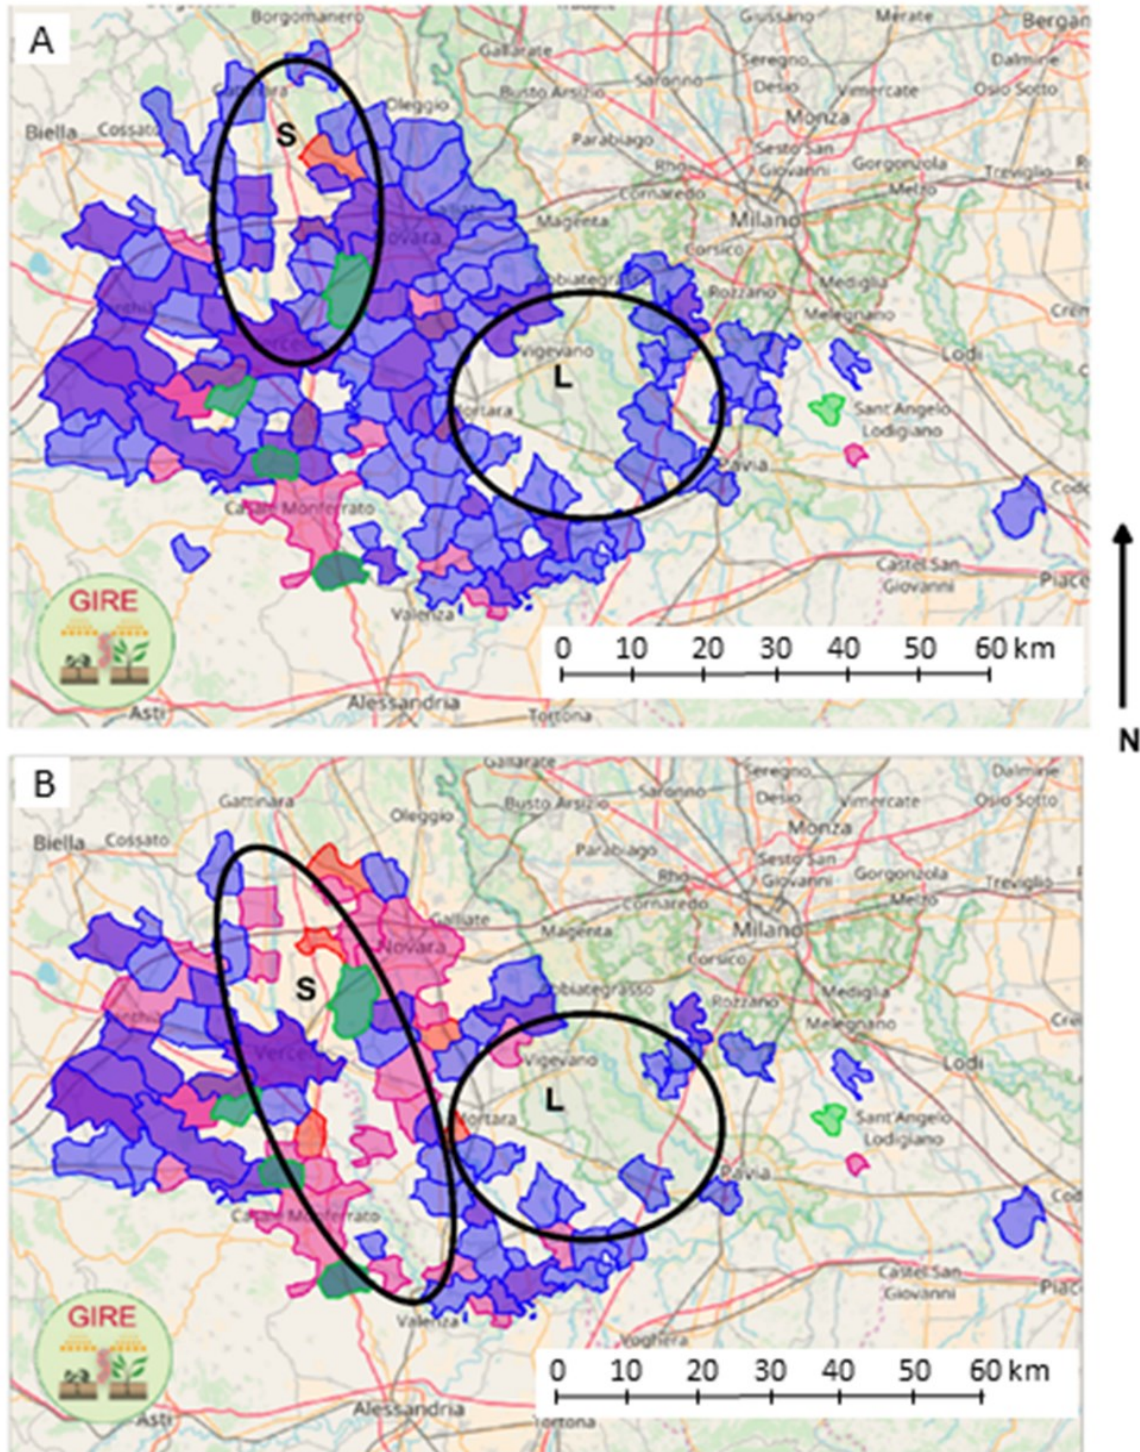 A
Borgomanero
Giussano
Merate
Bergan
Gallarate
Seregno
Dalmine
Saronno
Busto Arsizio
Desio
Vimercate
Osio Sotto
Oleggio
Monza
Biella
Cossato
S
Parabiago
Sesto San
Giovanni
Gorgonzola
Rho
Treviglio
Cornaredo
Melzo
Magenta
Milano
Novara
Corsico
Abbiategrasso
Rozzano
Mediglia
Melegnano
Vigevano
Lodi
L
Mortara
Sant'Angelo
Lodigiano
Pavia
Casale Monferrato
Castel San
Giovanni
Piace
GIRE
Valenza
0 10 20 30 40 50 60 km
Alessandria
Asti
Tortona
N
B
Gallarate
Seregno
Dalmine
Saronno
Gattinara
Busto Arsizio
Desio
Vimercate
Osio Sotto
Oleggio
Monza
Biella
Cossato
Parabiago
Sesto San
Giovanni
Gorgonzola
Rho
Treviglio
Cornaredo
Melzo
Galliate
Magenta
Milano
Novara
Corsico
S
Abbiategrasso
Rozzano
Mediglia
Melegnano
Vercelli
Vigevano
Lodi
L
Mortara
Sant'Angelo
Lodigiano
Pavia
Casale Monferrato
Castel San
Giovanni
Piac
GIRE
Valenza
Voghera
0 10 20 30 40 50 60 km
Alessandria
Asti
Tortona